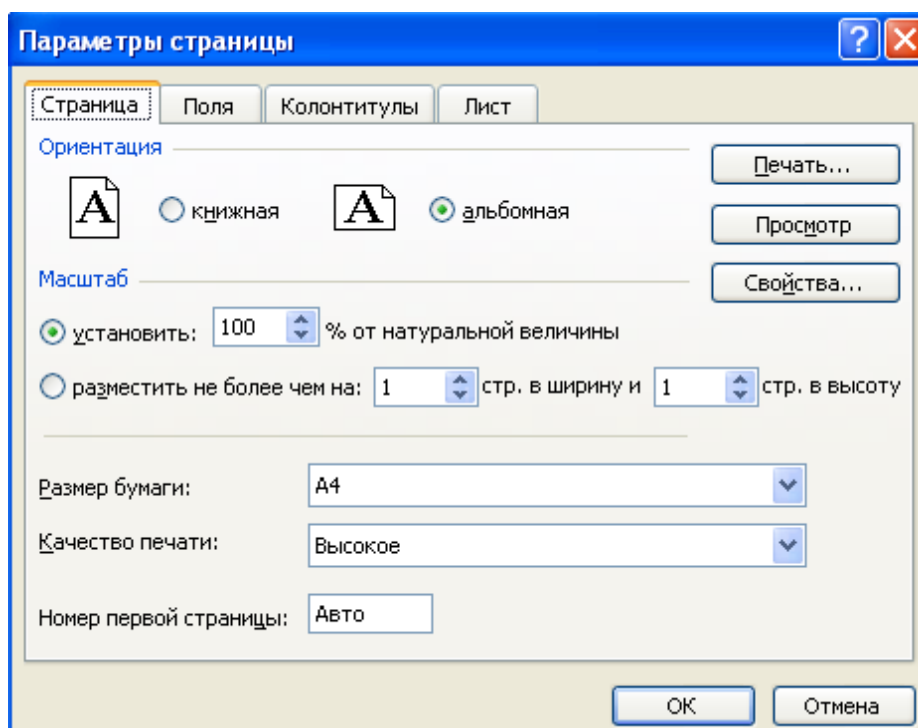 Параметры страницы
Страница Поля Колонтитулы Лист
Ориентация
Печать...
A книжная A альбомная
Просмотр
Масштаб
Свойства...
установить: 100 % от натуральной величины
разместить не более чем на: 1 стр. в ширину и 1 стр. в высоту
Размер бумаги: A4
Качество печати: Высокое
Номер первой страницы: Авто
ОК Отмена